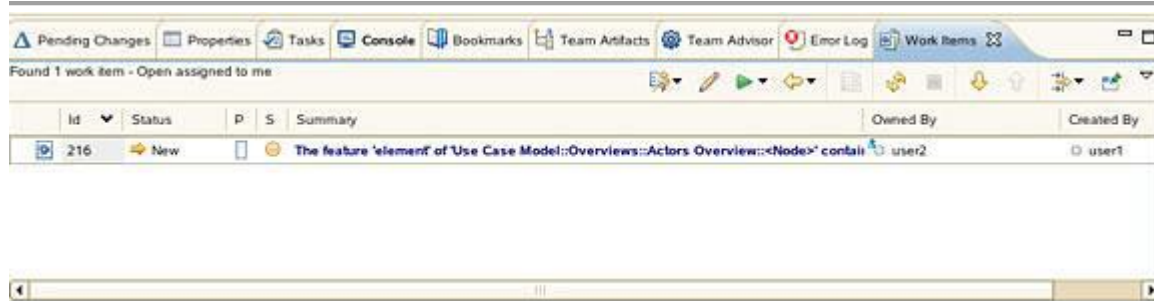 Pending Changes Properties Tasks Console Bookmarks Team Artifacts Team Advisor Error Log Work Items
Found 1 work item - Open assigned to me
Id Status P S Summary Owned By Created By
216 New The feature 'element' of 'Use Case Model::Overviews::Actors Overview::<Node>' contain user2 user1